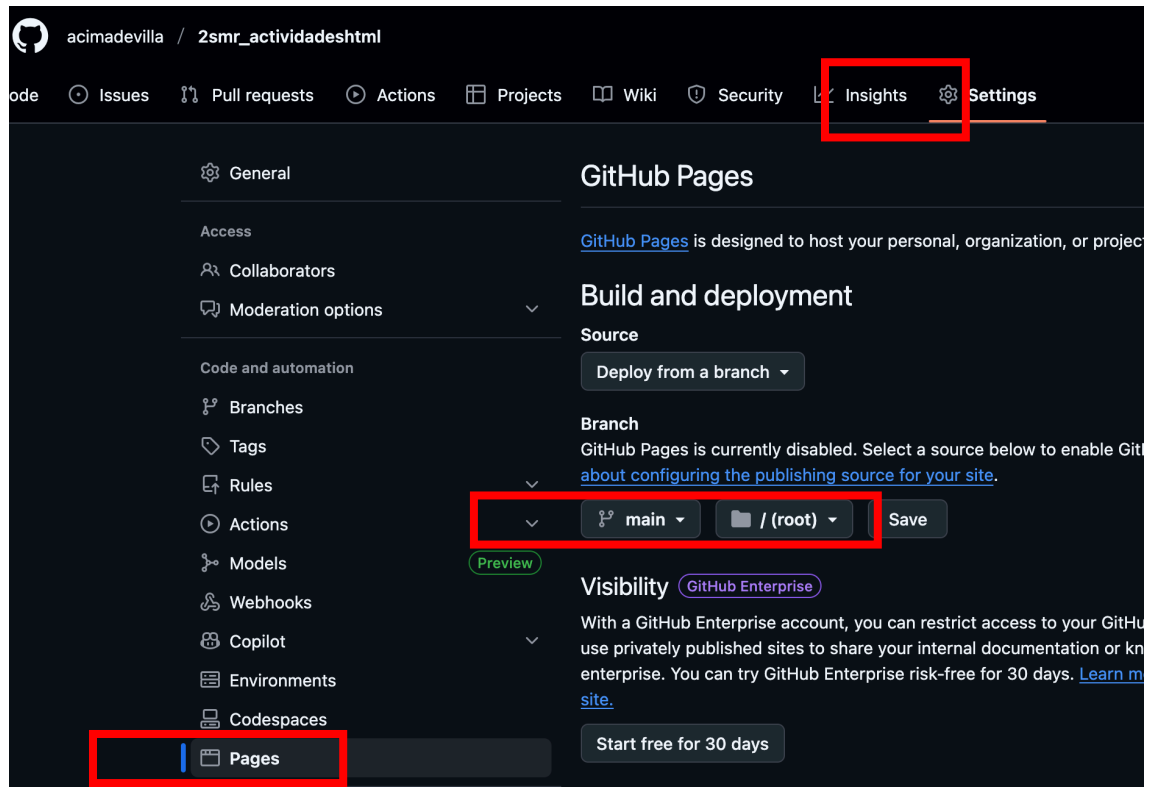 acimadevilla / 2smr_actividadeshtml
ode Issues Pull requests Actions Projects Wiki Security Insights Settings
General
Access
Collaborators
Moderation options
Code and automation
Branches
Tags
Rules
Actions
Models Preview
Webhooks
Copilot
Environments
Codespaces
Pages
GitHub Pages
GitHub Pages is designed to host your personal, organization, or projec
Build and deployment
Source
Deploy from a branch
Branch
GitHub Pages is currently disabled. Select a source below to enable Git
about configuring the publishing source for your site.
main / (root) Save
Visibility GitHub Enterprise
With a GitHub Enterprise account, you can restrict access to your GitHu
use privately published sites to share your internal documentation or kn
enterprise. You can try GitHub Enterprise risk-free for 30 days. Learn m
site.
Start free for 30 days